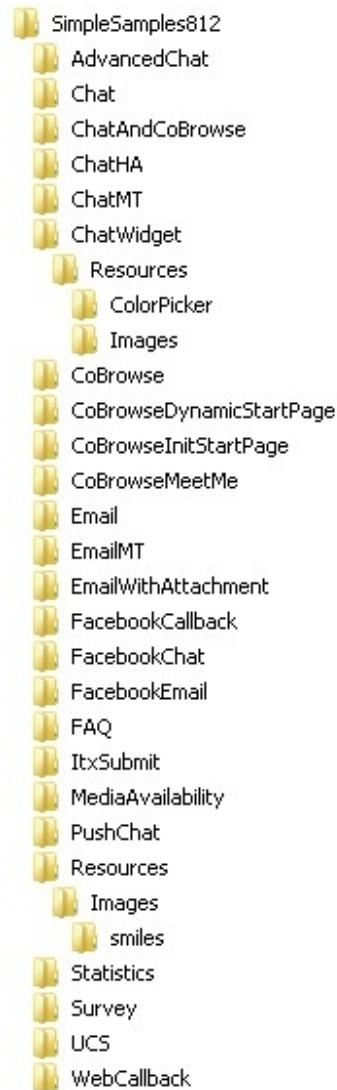 SimpleSamples812
AdvancedChat
Chat
ChatAndCoBrowse
ChatHA
ChatMT
ChatWidget
Resources
ColorPicker
Images
CoBrowse
CoBrowseDynamicStartPage
CoBrowseInitStartPage
CoBrowseMeetMe
Email
EmailMT
EmailWithAttachment
FacebookCallback
FacebookChat
FacebookEmail
FAQ
ItxSubmit
MediaAvailability
PushChat
Resources
Images
smiles
Statistics
Survey
UCS
WebCallback